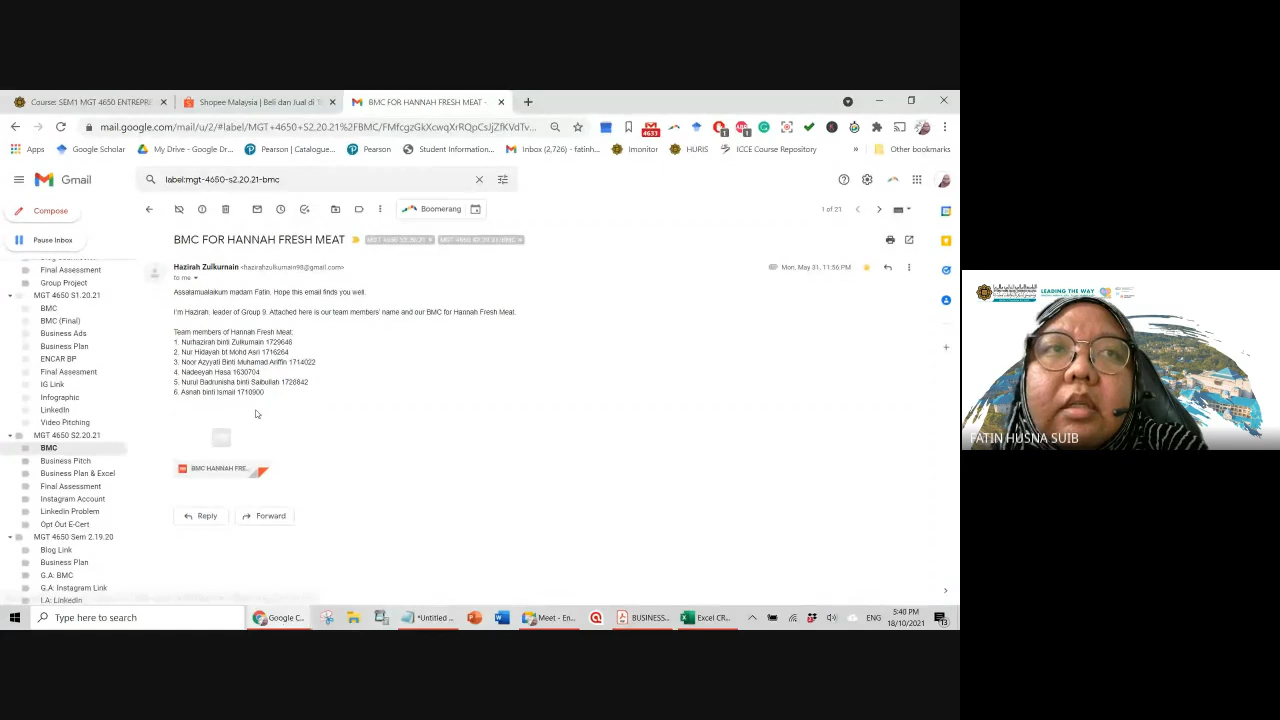 Course: SEM1 MGT 4650 ENTREPRE
Shopee Malaysia | Beli dan Jual di
BMC FOR HANNAH FRESH MEAT -
mail.google.com/mail/u/2/#label/MGT+4650+S2.20.21%2FBMC/
4633
Apps
Google Scholar
My Drive - Google Dr...
Pearson | Catalogue...
Pearson
Student Information...
Inbox (2,726) - fatinh...
Imonitor
HURIS
ICCE Course Repository
»
Other bookmarks
Gmail
label:mgt-4650-s2.20.21-bmc
Compose
Boomerang
1 of 21
Pause Inbox
BMC FOR HANNAH FRESH MEAT
Final Assessment
Group Project
MGT 4650 S1.20.21
BMC
BMC (Final)
Business Ads
Business Plan
ENCAR BP
Final Assesment
IG Link
Infographic
LinkedIn
Video Pitching
MGT 4650 S2.20.21
BMC
Business Pitch
Business Plan & Excel
Final Assessment
Instagram Account
Linkedin Problem
Opt Out E-Cert
MGT 4650 Sem 2.19.20
Blog Link
Business Plan
G.A: BMC
G.A: Instagram Link
I.A: LinkedIn
Hazirah Zulkurnain <hazirahzulkurnain98@gmail.com>
Mon, May 31, 11:56 PM
to me
Assalamualaikum madam Fatin. Hope this email finds you well.
I'm Hazirah, leader of Group 9. Attached here is our team members' name and our BMC for Hannah Fresh Meat.
Team members of Hannah Fresh Meat:
1. Nurhazirah binti Zulkurnain 1729646
2. Nur Hidayah bt Mohd Asri 1716264
3. Noor Azyyati Binti Muhamad Ariffin 1714022
4. Nadeeyah Hasa 1630704
5. Nurul Badrunisha binti Saibullah 1726842
6. Asnah binti Ismail 1710900
BMC HANNAH FRE...
Reply
Forward
Type here to search
Google C...
*Untitled ...
Meet - En...
BUSINESS...
Excel CR...
ENG
5:40 PM
18/10/2021
13
LEADING THE WAY
FATIN HUSNA SUIB